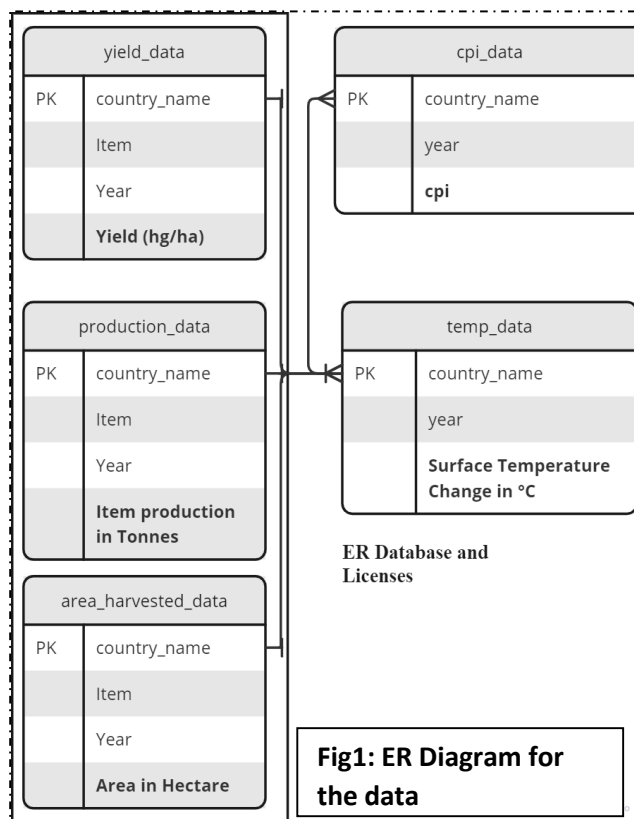 yield_data
PK country_name
Item
Year
Yield (hg/ha)
production_data
PK country_name
Item
Year
Item production
in Tonnes
area_harvested_data
PK country_name
Item
Year
Area in Hectare
cpi_data
PK country_name
year
cpi
temp_data
PK country_name
year
Surface Temperature
Change in °C
ER Database and
Licenses
Fig1: ER Diagram for
the data